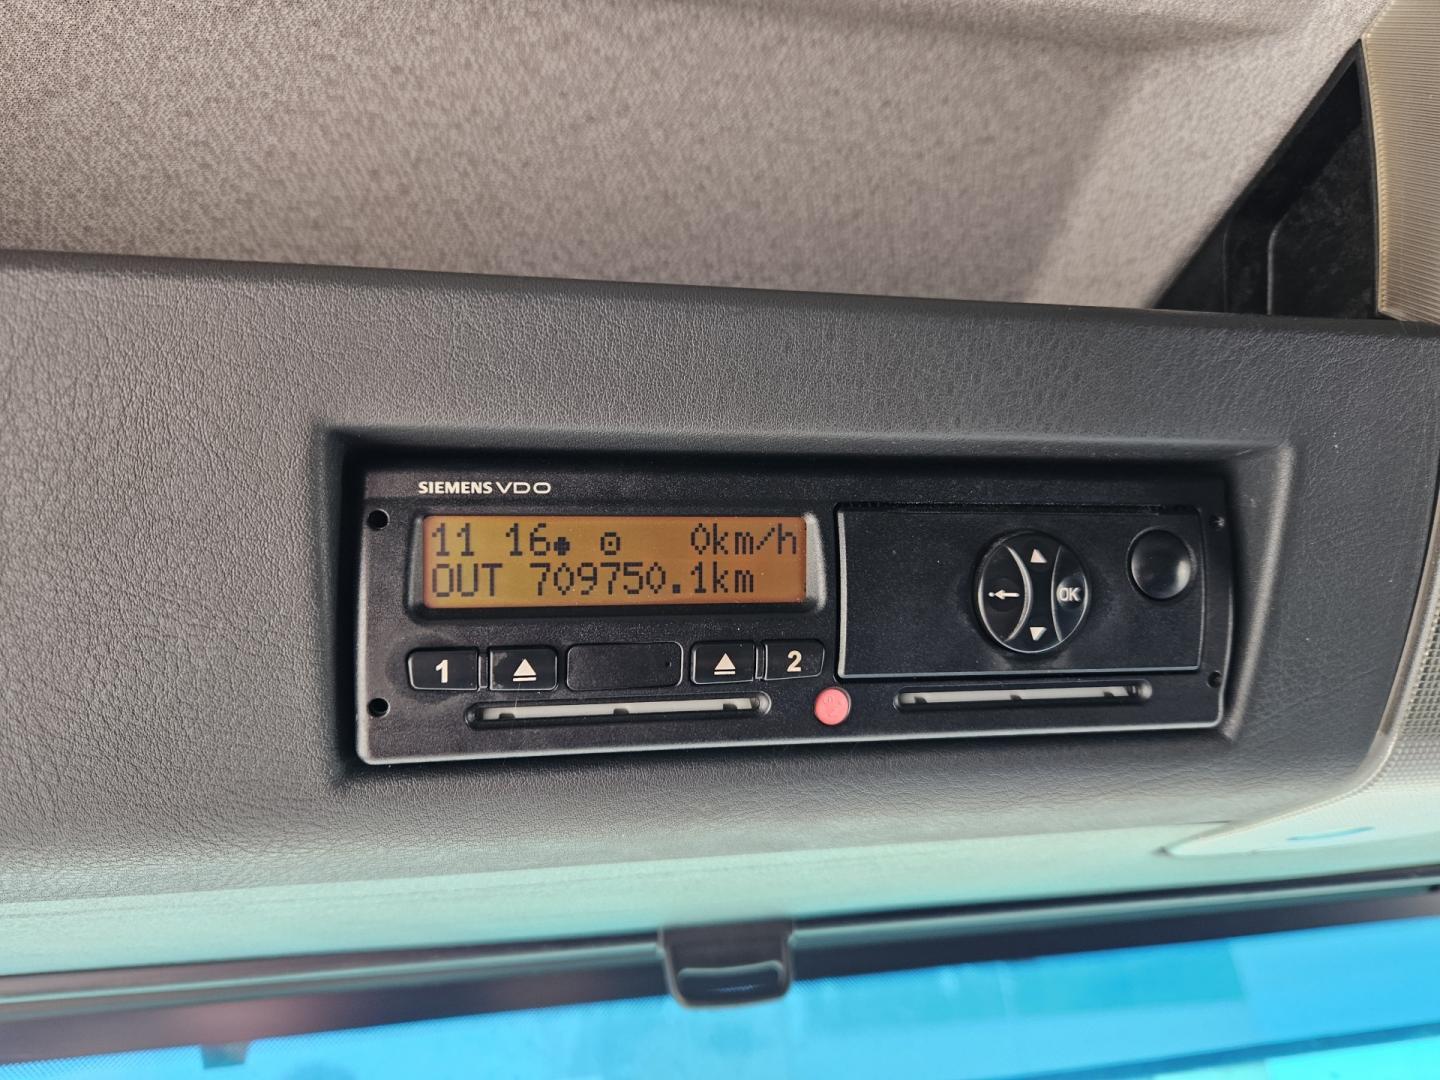 SIEMENS VDO
11 16 0km/h
OUT 709750.1km
OK
1 2